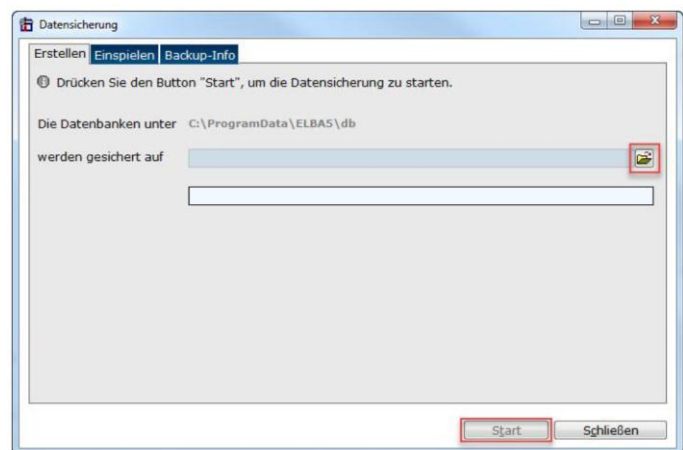 Datensicherung
Erstellen Einspielen Backup-Info
Drücken Sie den Button "Start", um die Datensicherung zu starten.
Die Datenbanken unter C:\ProgramData\ELBA5\db
werden gesichert auf
Start Schließen